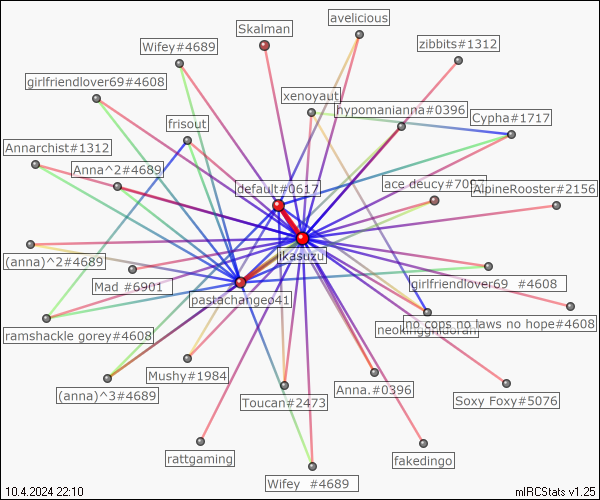 avelicious
Skalman
Wifey#4689
zibbits#1312
girlfriendlover69#4608
xenoyaut
hypomanianna#0396
frisout
Cypha#1717
Annarchist#1312
Anna^2#4689
default#0617
ace deucy#70
AlpineRooster#2156
ikasuzu
(anna)^2#4689
Mad #6901
girlfriendlover69 #4608
pastachangeo41
ramshackle gorey#4608
no cops no laws no hope#4608
Mushy#1984
(anna)^3#4689
Anna.#0396
Toucan#2473
Soxy Foxy#5076
rattgaming
fakedingo
Wifey #4689
10.4.2024 22:10
mIRCStats v1.25